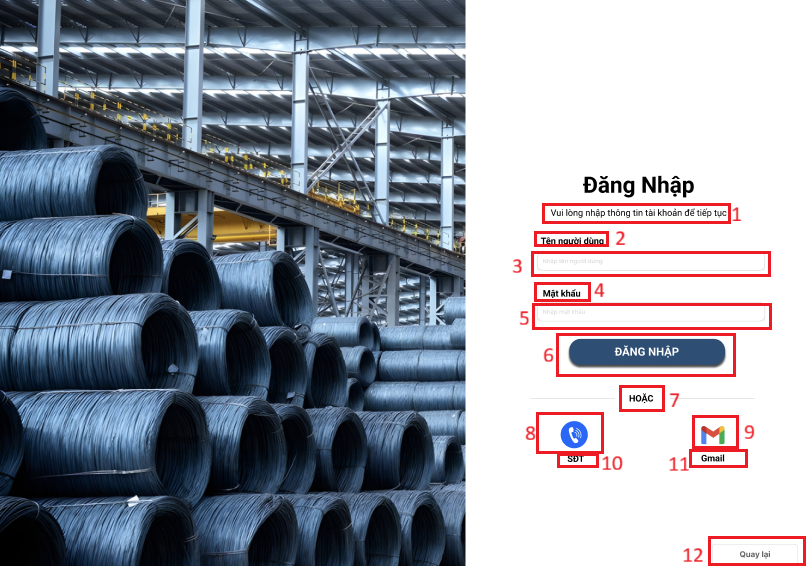 Đăng Nhập
Vui lòng nhập thông tin tài khoản để tiếp tục 1
Tên người dùng 2
3 Nhập tên người dùng
Mật khẩu 4
5 Nhập mật khẩu
6 ĐĂNG NHẬP
HOẶC 7
8 9
SĐT 10 11 Gmail
12 Quay lại